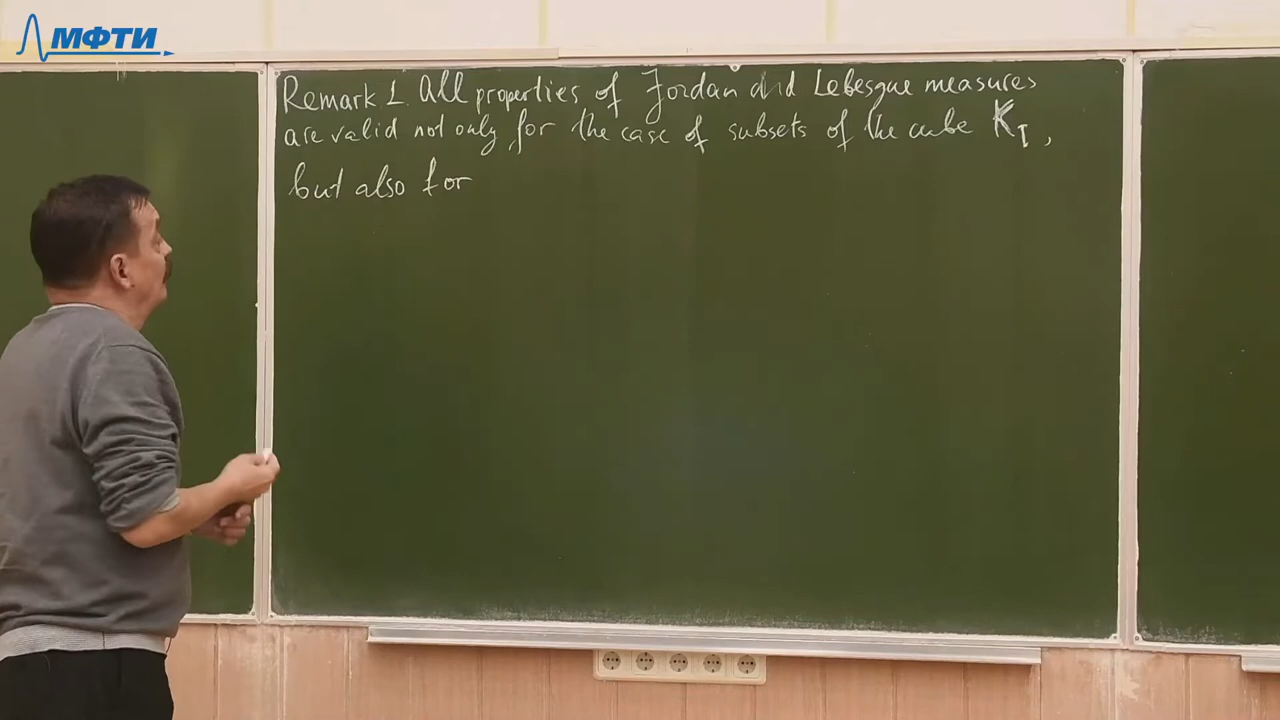 МФТИ
Remark 1. All properties of Jordan and Lebesgue measures
are valid not only for the case of subsets of the cube K_I,
but also for